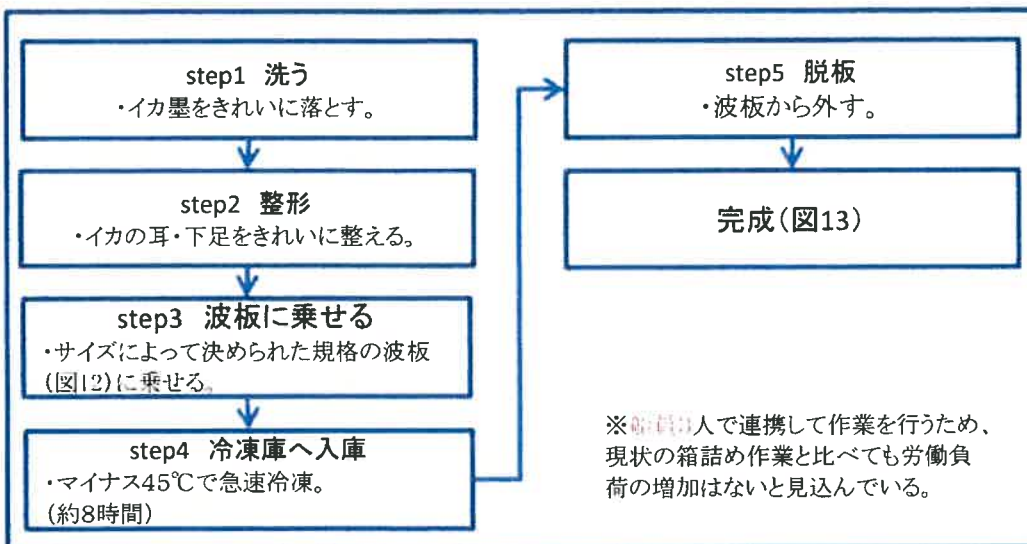 step1 洗う
・イカ墨をきれいに落とす。
step2 整形
・イカの耳・下足をきれいに整える。
step3 波板に乗せる
・サイズによって決められた規格の波板
(図12)に乗せる。
step4 冷凍庫へ入庫
・マイナス45℃で急速冷凍。
(約8時間)
step5 脱板
・波板から外す。
完成(図13)
※人で連携して作業を行うため、
現状の箱詰め作業と比べても労働負
荷の増加はないと見込んでいる。